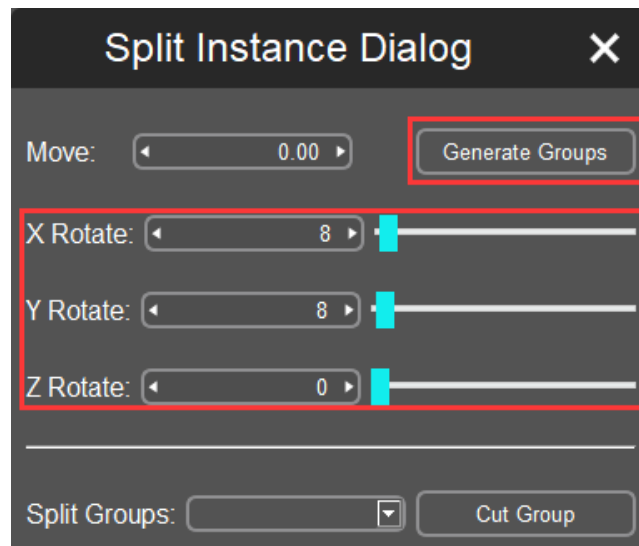 Split Instance Dialog
Move: 0.00 Generate Groups
X Rotate: 8
Y Rotate: 8
Z Rotate: 0
Split Groups: Cut Group